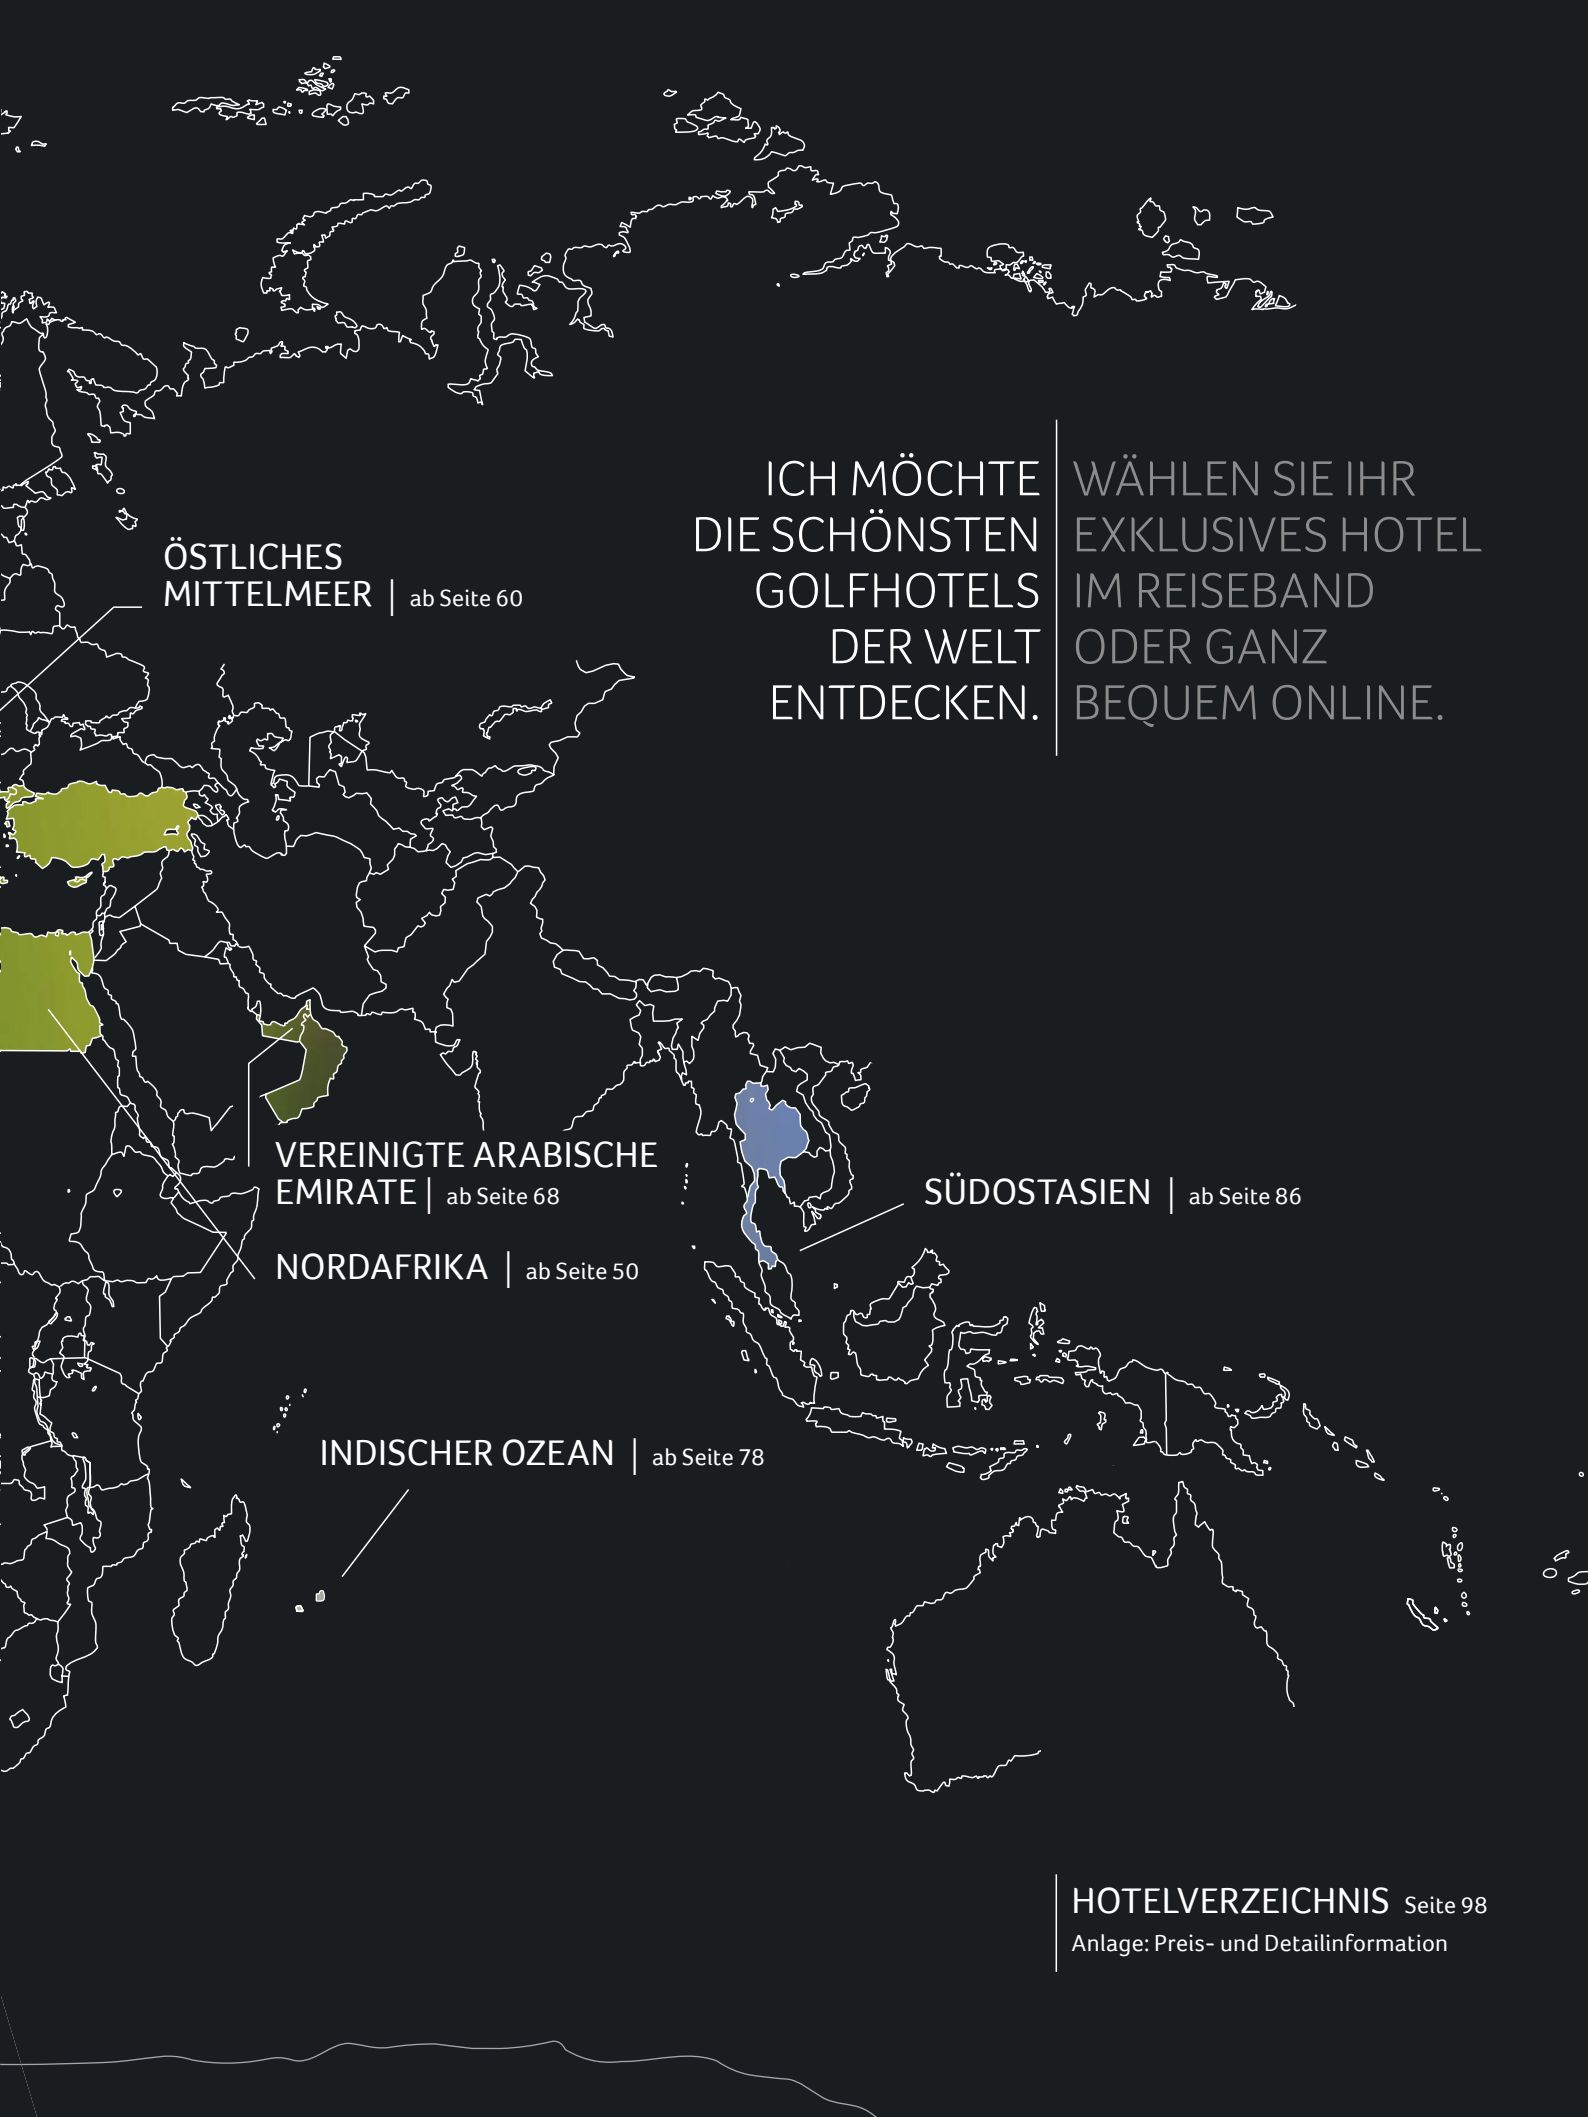 ICH MÖCHTE
DIE SCHÖNSTEN
GOLFHOTELS
DER WELT
ENTDECKEN.
WÄHLEN SIE IHR
EXKLUSIVES HOTEL
IM REISEBAND
ODER GANZ
BEQUEM ONLINE.
ÖSTLICHES
MITTELMEER | ab Seite 60
VEREINIGTE ARABISCHE
EMIRATE | ab Seite 68
SÜDOSTASIEN | ab Seite 86
NORDAFRIKA | ab Seite 50
INDISCHER OZEAN | ab Seite 78
HOTELVERZEICHNIS Seite 98
Anlage: Preis- und Detailinformation